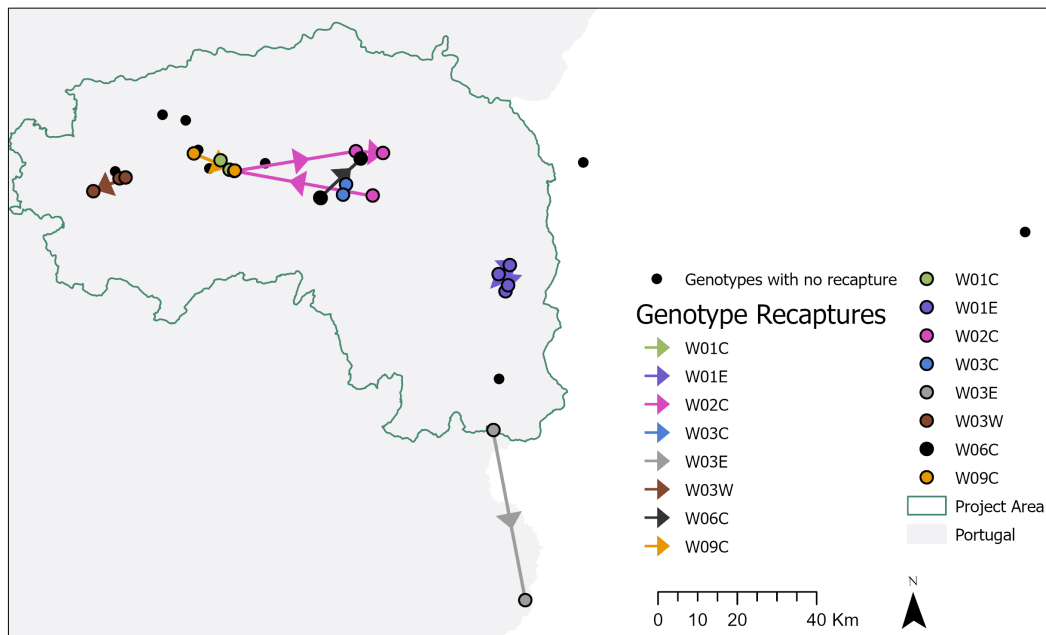 Genotypes with no recapture
Genotype Recaptures
W01C
W01E
W02C
W03C
W03E
W03W
W06C
W09C
W01C
W01E
W02C
W03C
W03E
W03W
W06C
W09C
Project Area
Portugal
0 10 20 40 Km
N